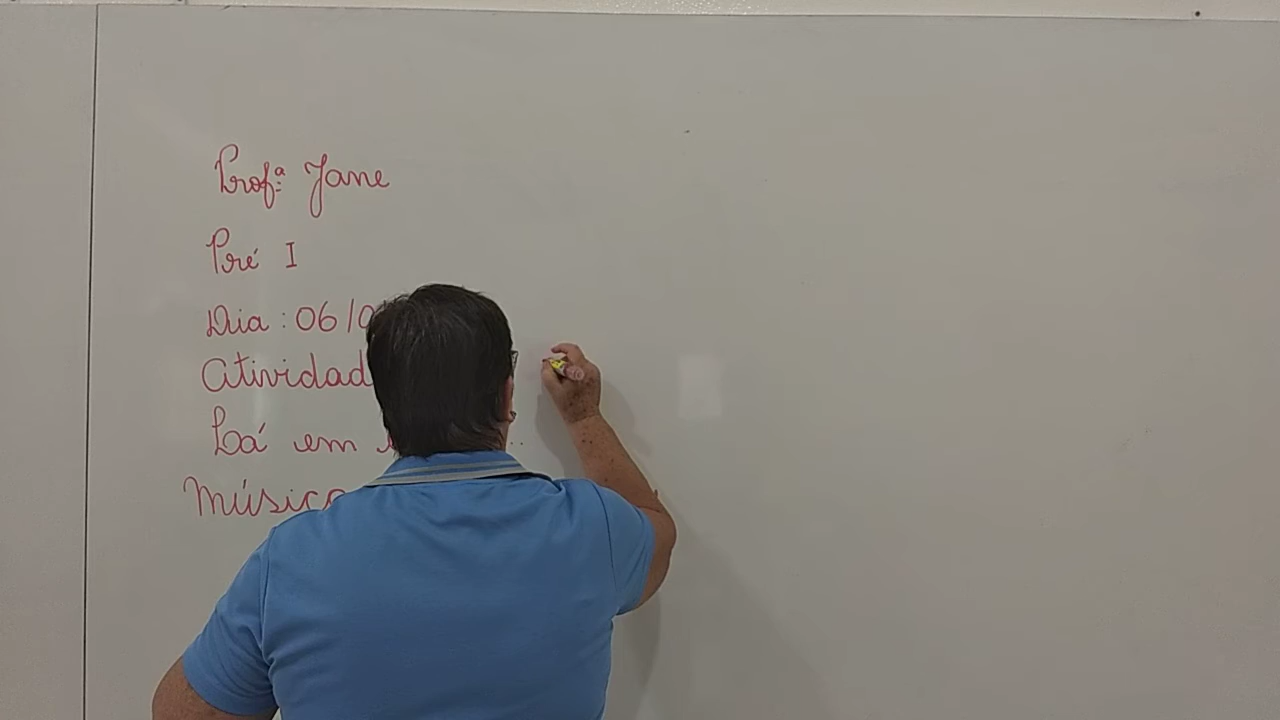 Profª Jane
Pré I
Dia: 06/0
Atividad
Lá em
Música